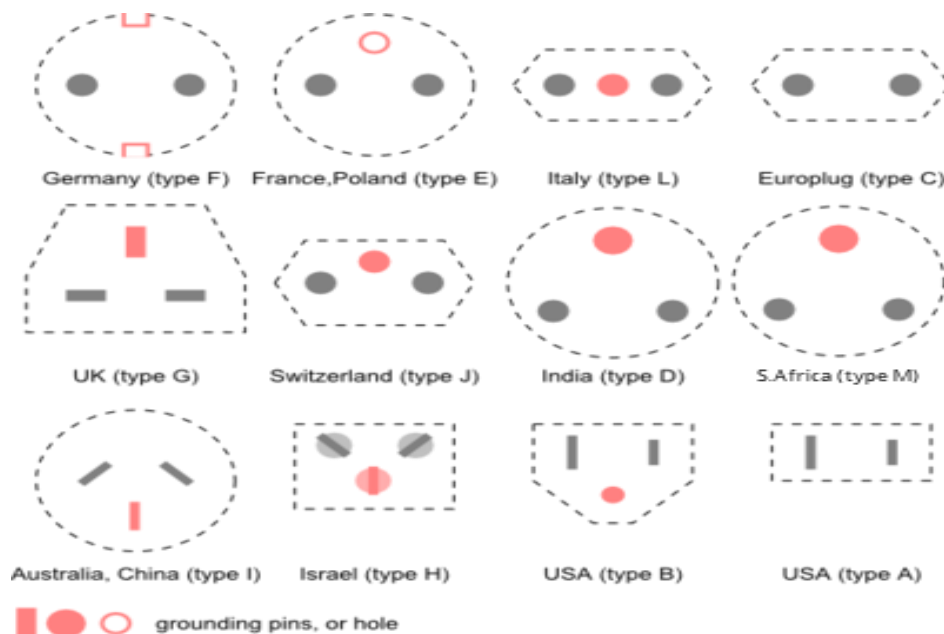 Germany (type F)
France,Poland (type E)
Italy (type L)
Europlug (type C)
UK (type G)
Switzerland (type J)
India (type D)
S.Africa (type M)
Australia, China (type I)
Israel (type H)
USA (type B)
USA (type A)
grounding pins, or hole